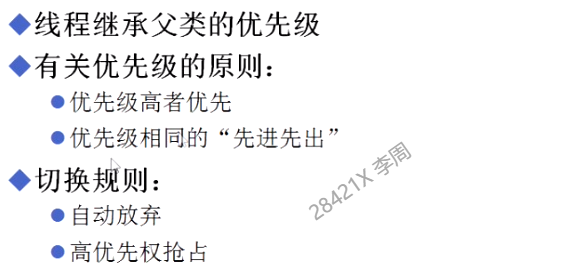 线程继承父类的优先级
有关优先级的原则：
优先级高者优先
优先级相同的“先进先出”
切换规则：
自动放弃
高优先权抢占
28421X 李周